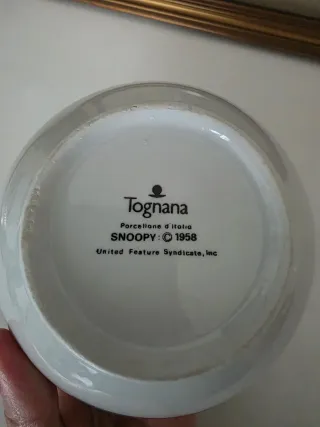 Tognana
Porcellane d'Italia
SNOOPY: © 1958
United Feature Syndicate, Inc